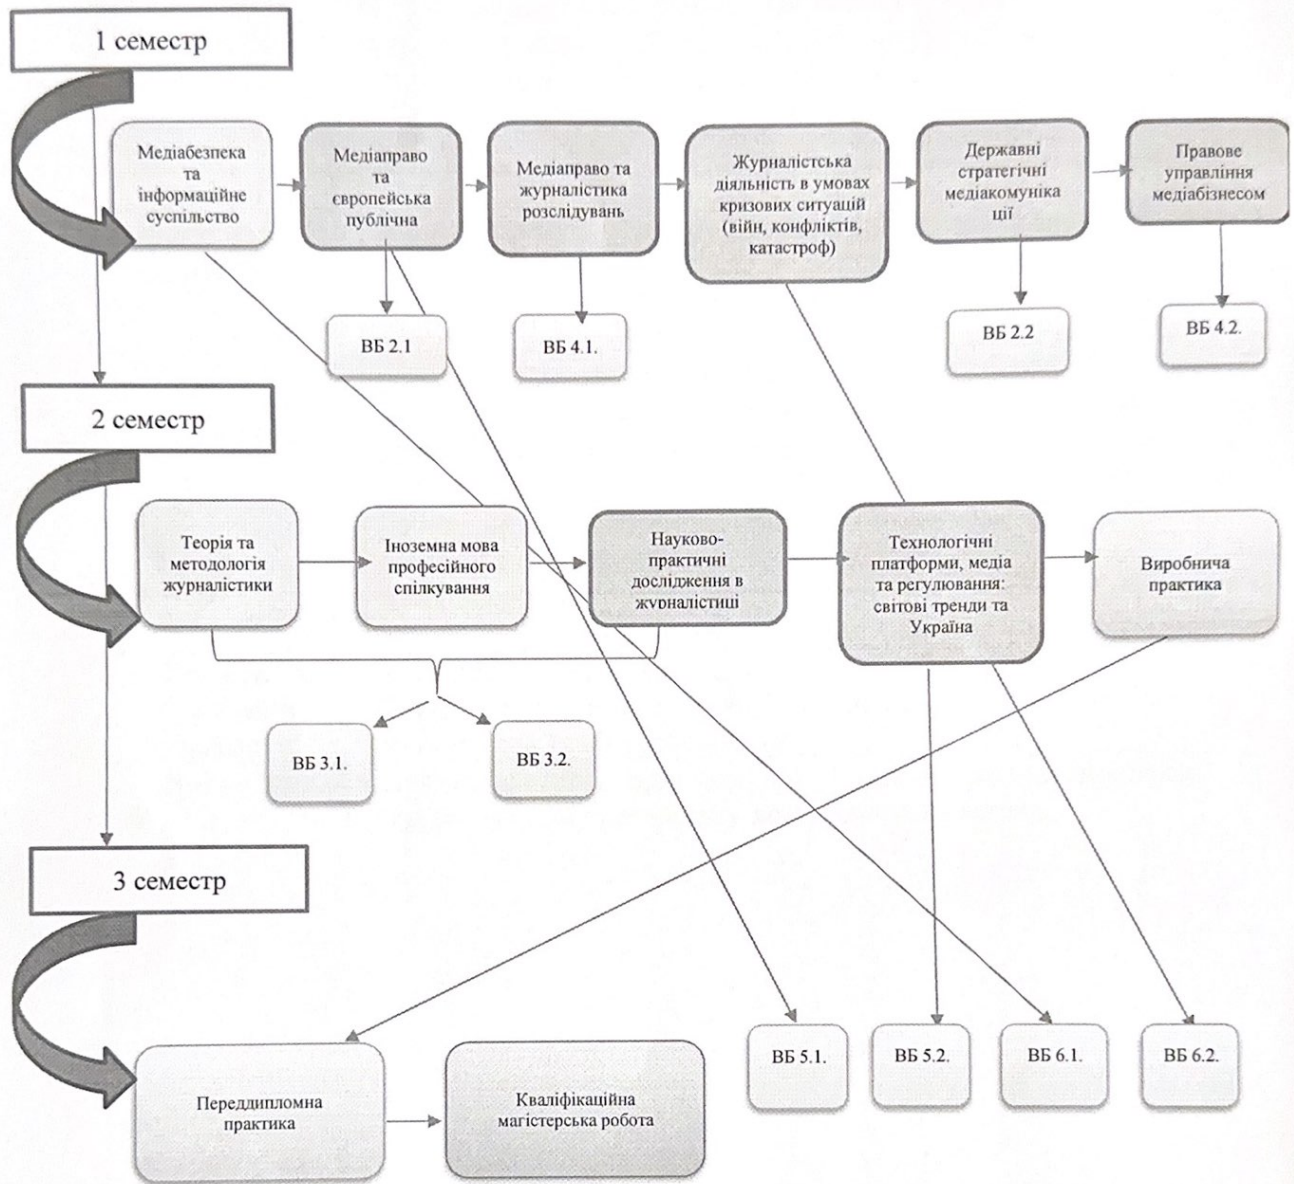 1 семестр
Медіабезпека
та
інформаційне
суспільство
Медіаправо
та
європейська
публічна
Медіаправо та
журналістика
розслідувань
Журналістська
діяльність в умовах
кризових ситуацій
(війн, конфліктів,
катастроф)
Державні
стратегічні
медіакомуніка
ції
Правове
управління
медіабізнесом
ВБ 2.1
ВБ 4.1.
ВБ 2.2
ВБ 4.2.
2 семестр
Теорія та
методологія
журналістики
Іноземна мова
професійного
спілкування
Науково-
практичні
дослідження в
журналістиці
Технологічні
платформи, медіа
та регулювання:
світові тренди та
Україна
Виробнича
практика
ВБ 3.1.
ВБ 3.2.
3 семестр
ВБ 5.1.
ВБ 5.2.
ВБ 6.1.
ВБ 6.2.
Переддипломна
практика
Кваліфікаційна
магістерська робота